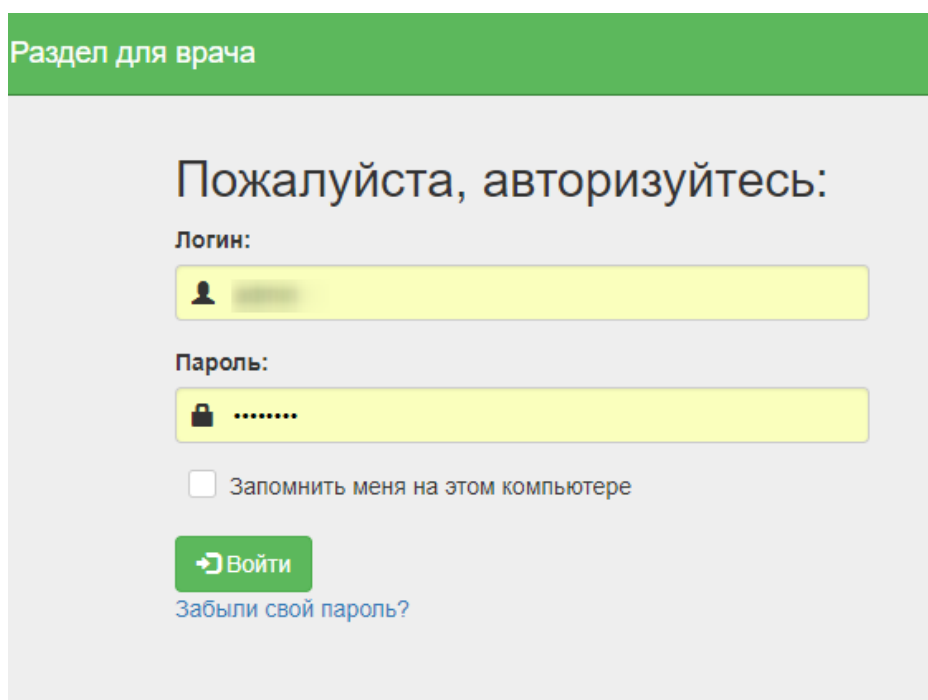 Раздел для врача
Пожалуйста, авторизуйтесь:
Логин:
Пароль:
••••••••
Запомнить меня на этом компьютере
Войти
Забыли свой пароль?